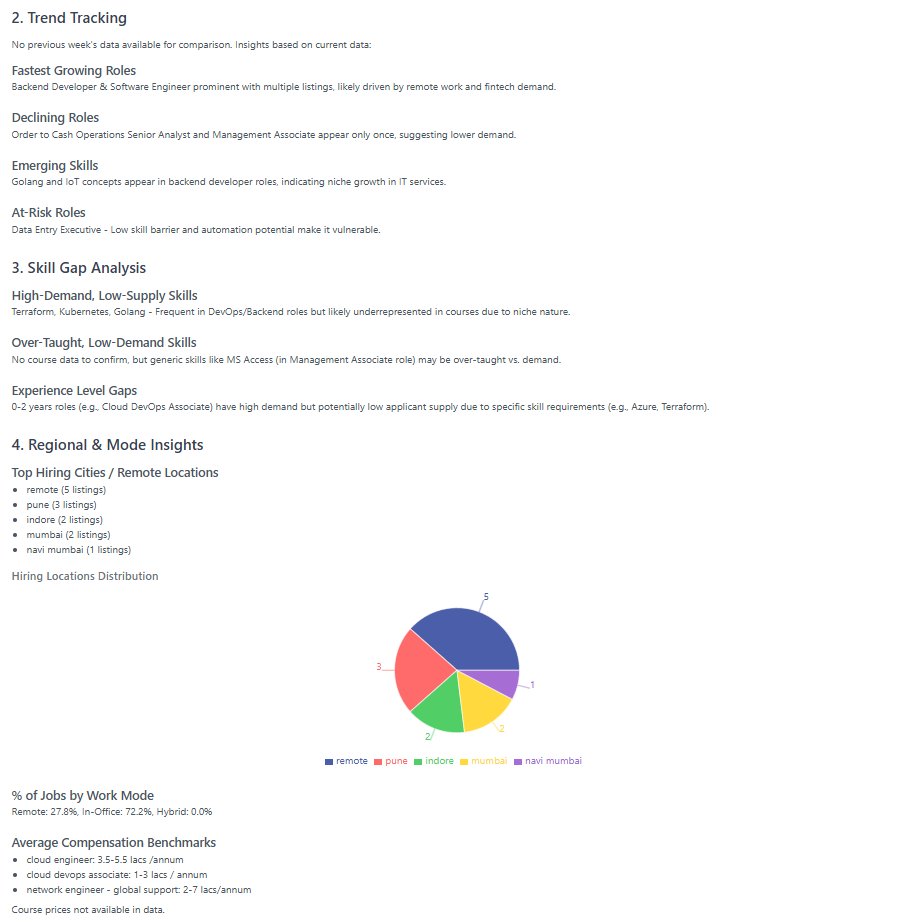 2. Trend Tracking
No previous week's data available for comparison. Insights based on current data:
Fastest Growing Roles
Backend Developer & Software Engineer prominent with multiple listings, likely driven by remote work and fintech demand.
Declining Roles
Order to Cash Operations Senior Analyst and Management Associate appear only once, suggesting lower demand.
Emerging Skills
Golang and IoT concepts appear in backend developer roles, indicating niche growth in IT services.
At-Risk Roles
Data Entry Executive - Low skill barrier and automation potential make it vulnerable.
3. Skill Gap Analysis
High-Demand, Low-Supply Skills
Terraform, Kubernetes, Golang - Frequent in DevOps/Backend roles but likely underrepresented in courses due to niche nature.
Over-Taught, Low-Demand Skills
No course data to confirm, but generic skills like MS Access (in Management Associate role) may be over-taught vs. demand.
Experience Level Gaps
0-2 years roles (e.g., Cloud DevOps Associate) have high demand but potentially low applicant supply due to specific skill requirements (e.g., Azure, Terraform).
4. Regional & Mode Insights
Top Hiring Cities / Remote Locations
remote (5 listings)
pune (3 listings)
indore (2 listings)
mumbai (2 listings)
navi mumbai (1 listings)
Hiring Locations Distribution
5
3
1
2
2
remote pune indore mumbai navi mumbai
% of Jobs by Work Mode
Remote: 27.8%, In-Office: 72.2%, Hybrid: 0.0%
Average Compensation Benchmarks
cloud engineer: 3.5-5.5 lacs /annum
cloud devops associate: 1-3 lacs / annum
network engineer - global support: 2-7 lacs/annum
Course prices not available in data.